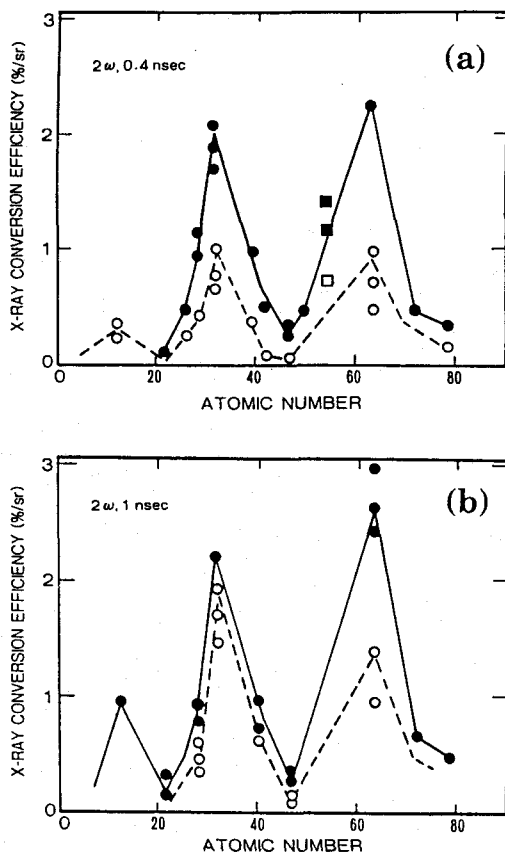 3
2ω, 0.4 nsec
(a)
2
1
0
X-RAY CONVERSION EFFICIENCY (%/sr)
0 20 40 60 80
ATOMIC NUMBER
3
2ω, 1 nsec
(b)
2
1
0
X-RAY CONVERSION EFFICIENCY (%/sr)
0 20 40 60 80
ATOMIC NUMBER